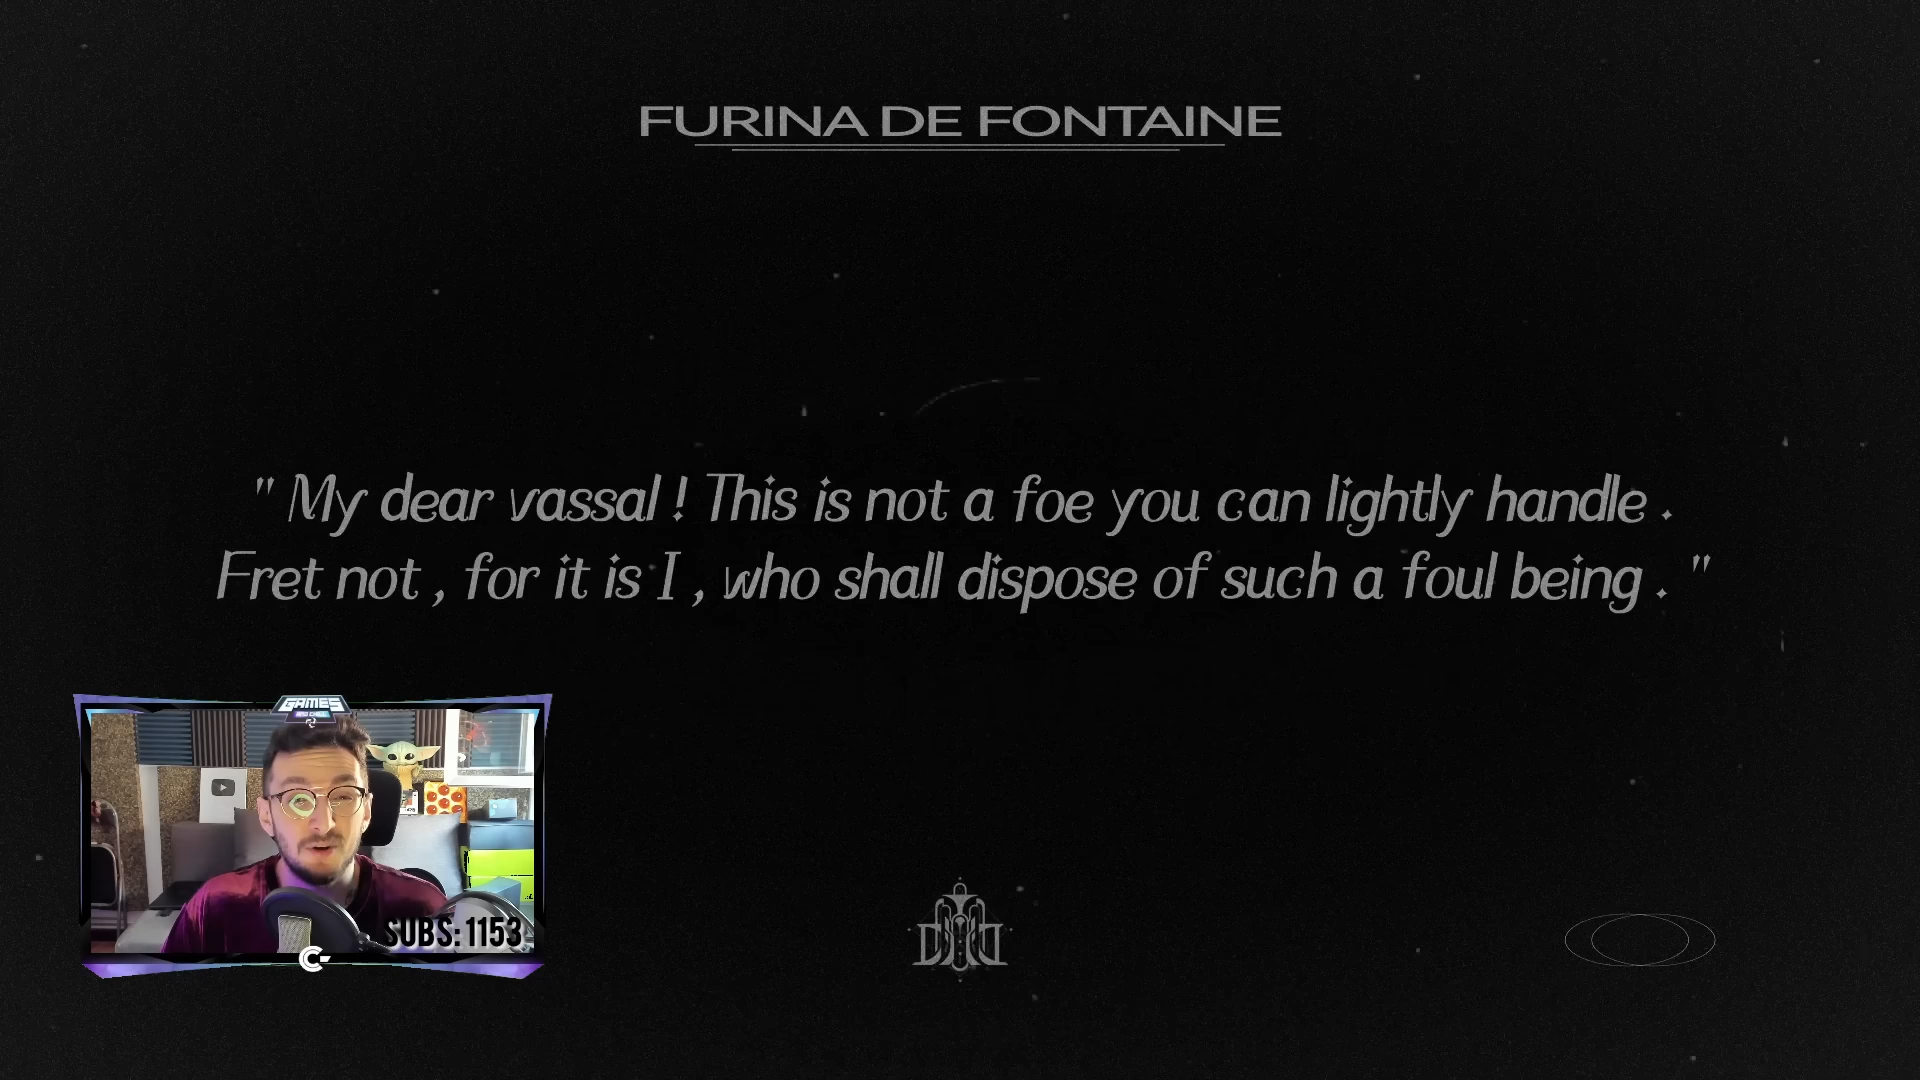 FURINA DE FONTAINE
" My dear vassal ! This is not a foe you can lightly handle .
Fret not , for it is I , who shall dispose of such a foul being . "
GAMES
SUBS: 1153